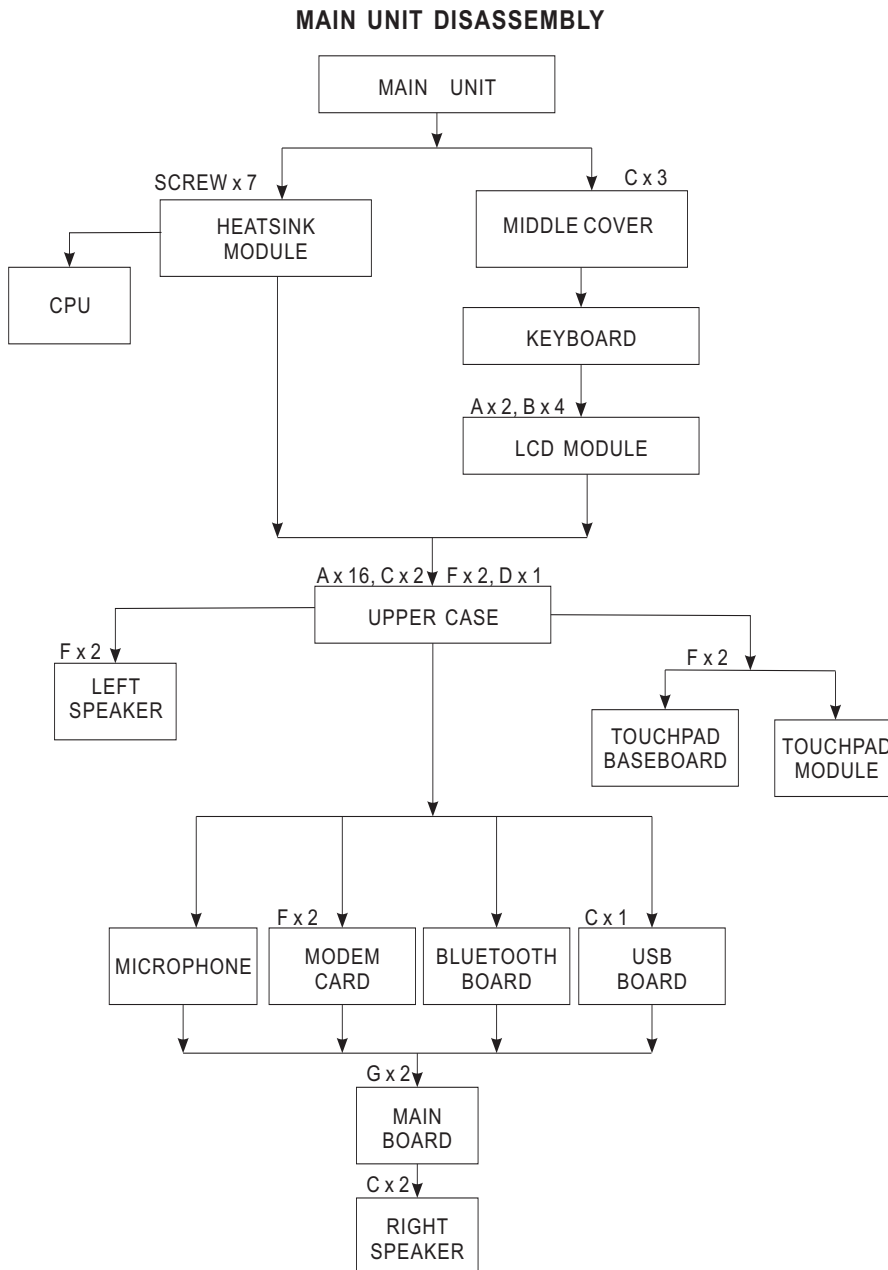 MAIN UNIT DISASSEMBLY
MAIN UNIT
SCREW x 7
C x 3
HEATSINK
MODULE
MIDDLE COVER
CPU
KEYBOARD
A x 2, B x 4
LCD MODULE
A x 16, C x 2 F x 2, D x 1
UPPER CASE
F x 2
LEFT
SPEAKER
F x 2
TOUCHPAD
BASEBOARD
TOUCHPAD
MODULE
MICROPHONE
F x 2
MODEM
CARD
BLUETOOTH
BOARD
C x 1
USB
BOARD
G x 2
MAIN
BOARD
C x 2
RIGHT
SPEAKER